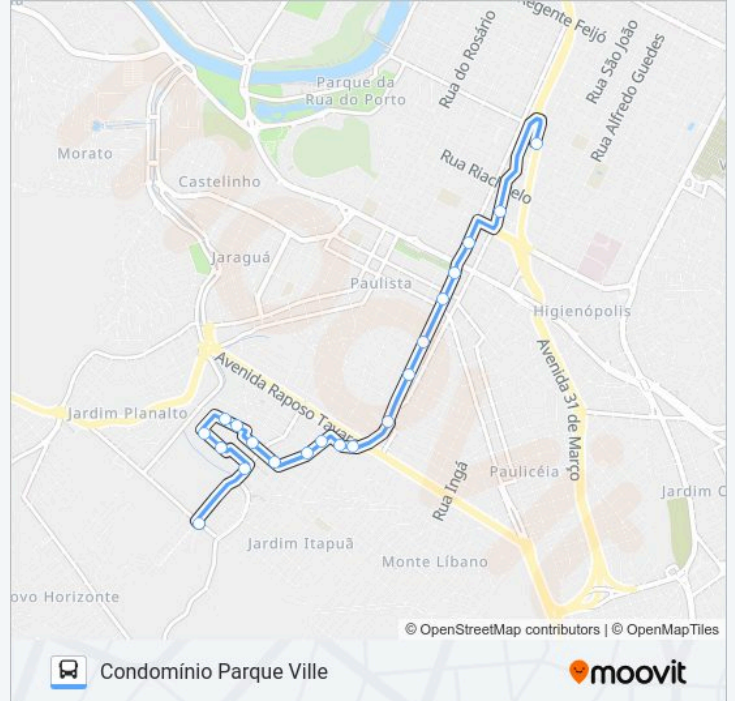 Regente Feijó
Rua do Rosário
Rua São João
Rua Alfredo Guedes
Parque da
Rua do Porto
Morato
Rua Riachuelo
Castelinho
Jaraguá
Paulista
Higienópolis
Avenida Raposo Tavar
Avenida 31 de Março
Jardim Planalto
Rua Ingá
Paulicéia
Jardim C
Jardim Itapuã
Monte Líbano
ovo Horizonte
© OpenStreetMap contributors | © OpenMapTiles
Condomínio Parque Ville
moovit